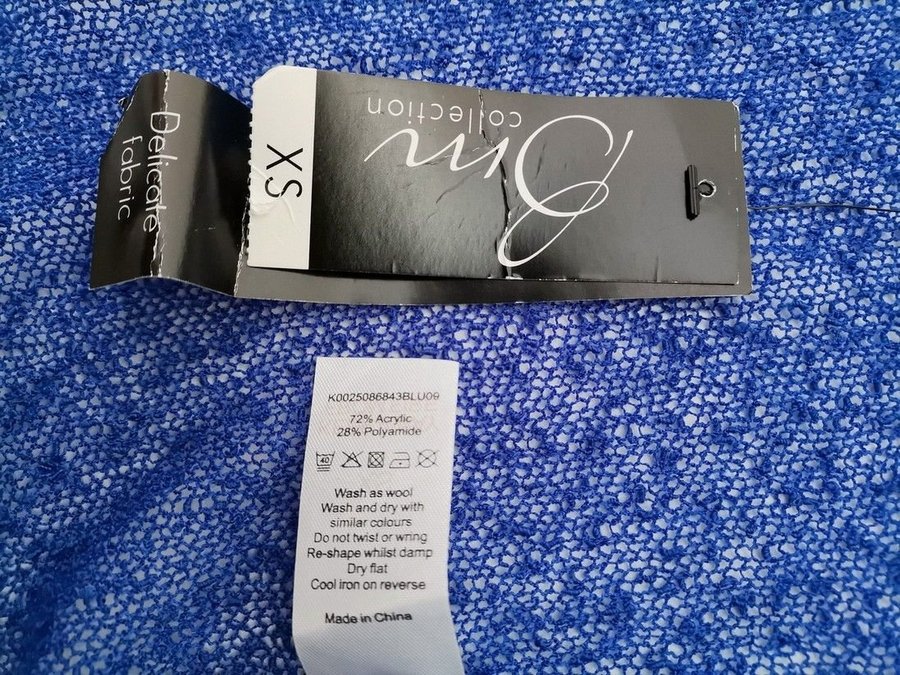 Delicate
fabric
XS
Om
collection
K0025086843BLU09
72% Acrylic
28% Polyamide
40
Wash as wool
Wash and dry with
similar colours
Do not twist or wring
Re-shape whilst damp
Dry flat
Cool iron on reverse
Made in China